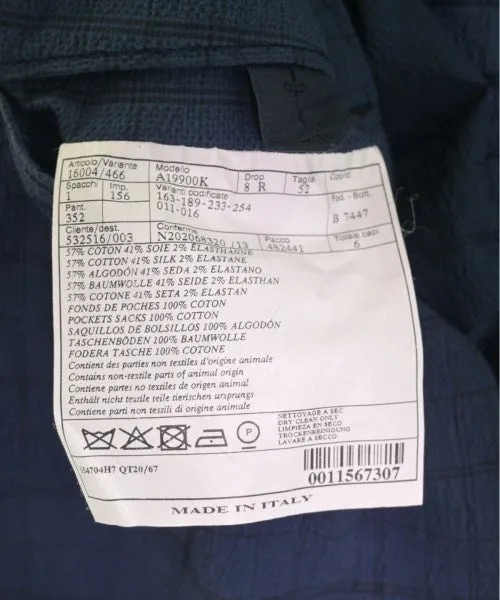 Articolo/Variante Modello Drop Taglia Coord
16004/466 A19900K 8 R 52
Spacchi Imp. Varianti codificate Fod. - Bott.
1 156 163-189-233-254
Pant. 011-016 B 7447
352
Cliente/dest. Conferma Pacco Totale capi
532516/003 N202068320 /13 482441 6
57% COTON 41% SOIE 2% ÉLASTHANNE
57% COTTON 41% SILK 2% ELASTANE
57% ALGODÓN 41% SEDA 2% ELASTANO
57% BAUMWOLLE 41% SEIDE 2% ELASTHAN
57% COTONE 41% SETA 2% ELASTAN
FONDS DE POCHES 100% COTON
POCKETS SACKS 100% COTTON
SAQUILLOS DE BOLSILLOS 100% ALGODÓN
TASCHENBÖDEN 100% BAUMWOLLE
FODERA TASCHE 100% COTONE
Contient des parties non textiles d'origine animale
Contains non-textile parts of animal origin
Contiene partes no textiles de origen animal
Enthält nicht textile teile tierischen ursprungs
Contiene parti non tessili di origine animale
NETTOYAGE A SEC
DRY CLEAN ONLY
LIMPIEZA EN SECO
TROCKENREINIGUNG
LAVARE A SECCO
P
4704H7 QT20/67
0011567307
MADE IN ITALY